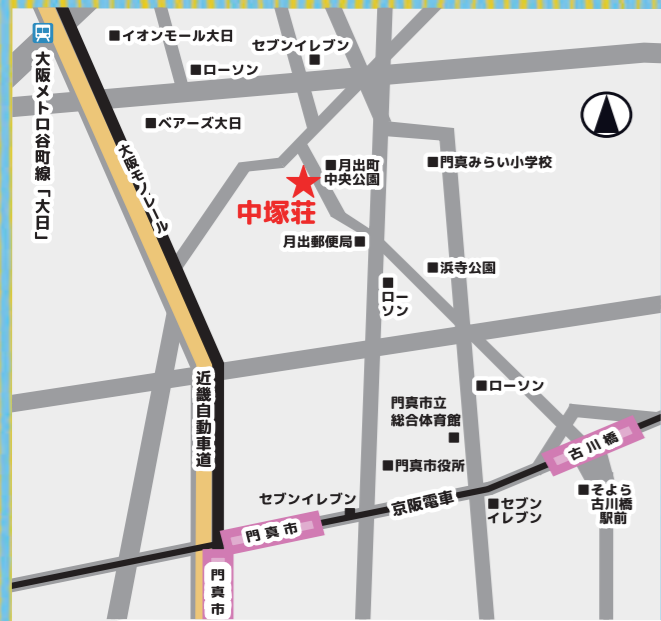 ■イオンモール大日
セブンイレブン
■
■ローソン
大阪メトロ谷町線「大日」
■ベアーズ大日
大阪モノレール
■月出町
中央公園
■門真みらい小学校
中塚荘
月出郵便局■
■浜寺公園
■
ロー
ソン
近畿自動車道
■ローソン
門真市立
総合体育館
■
古川橋
■門真市役所
セブンイレブン
■
京阪電車
■セブン
イレブン
■そよら
古川橋
駅前
門真市
門真市